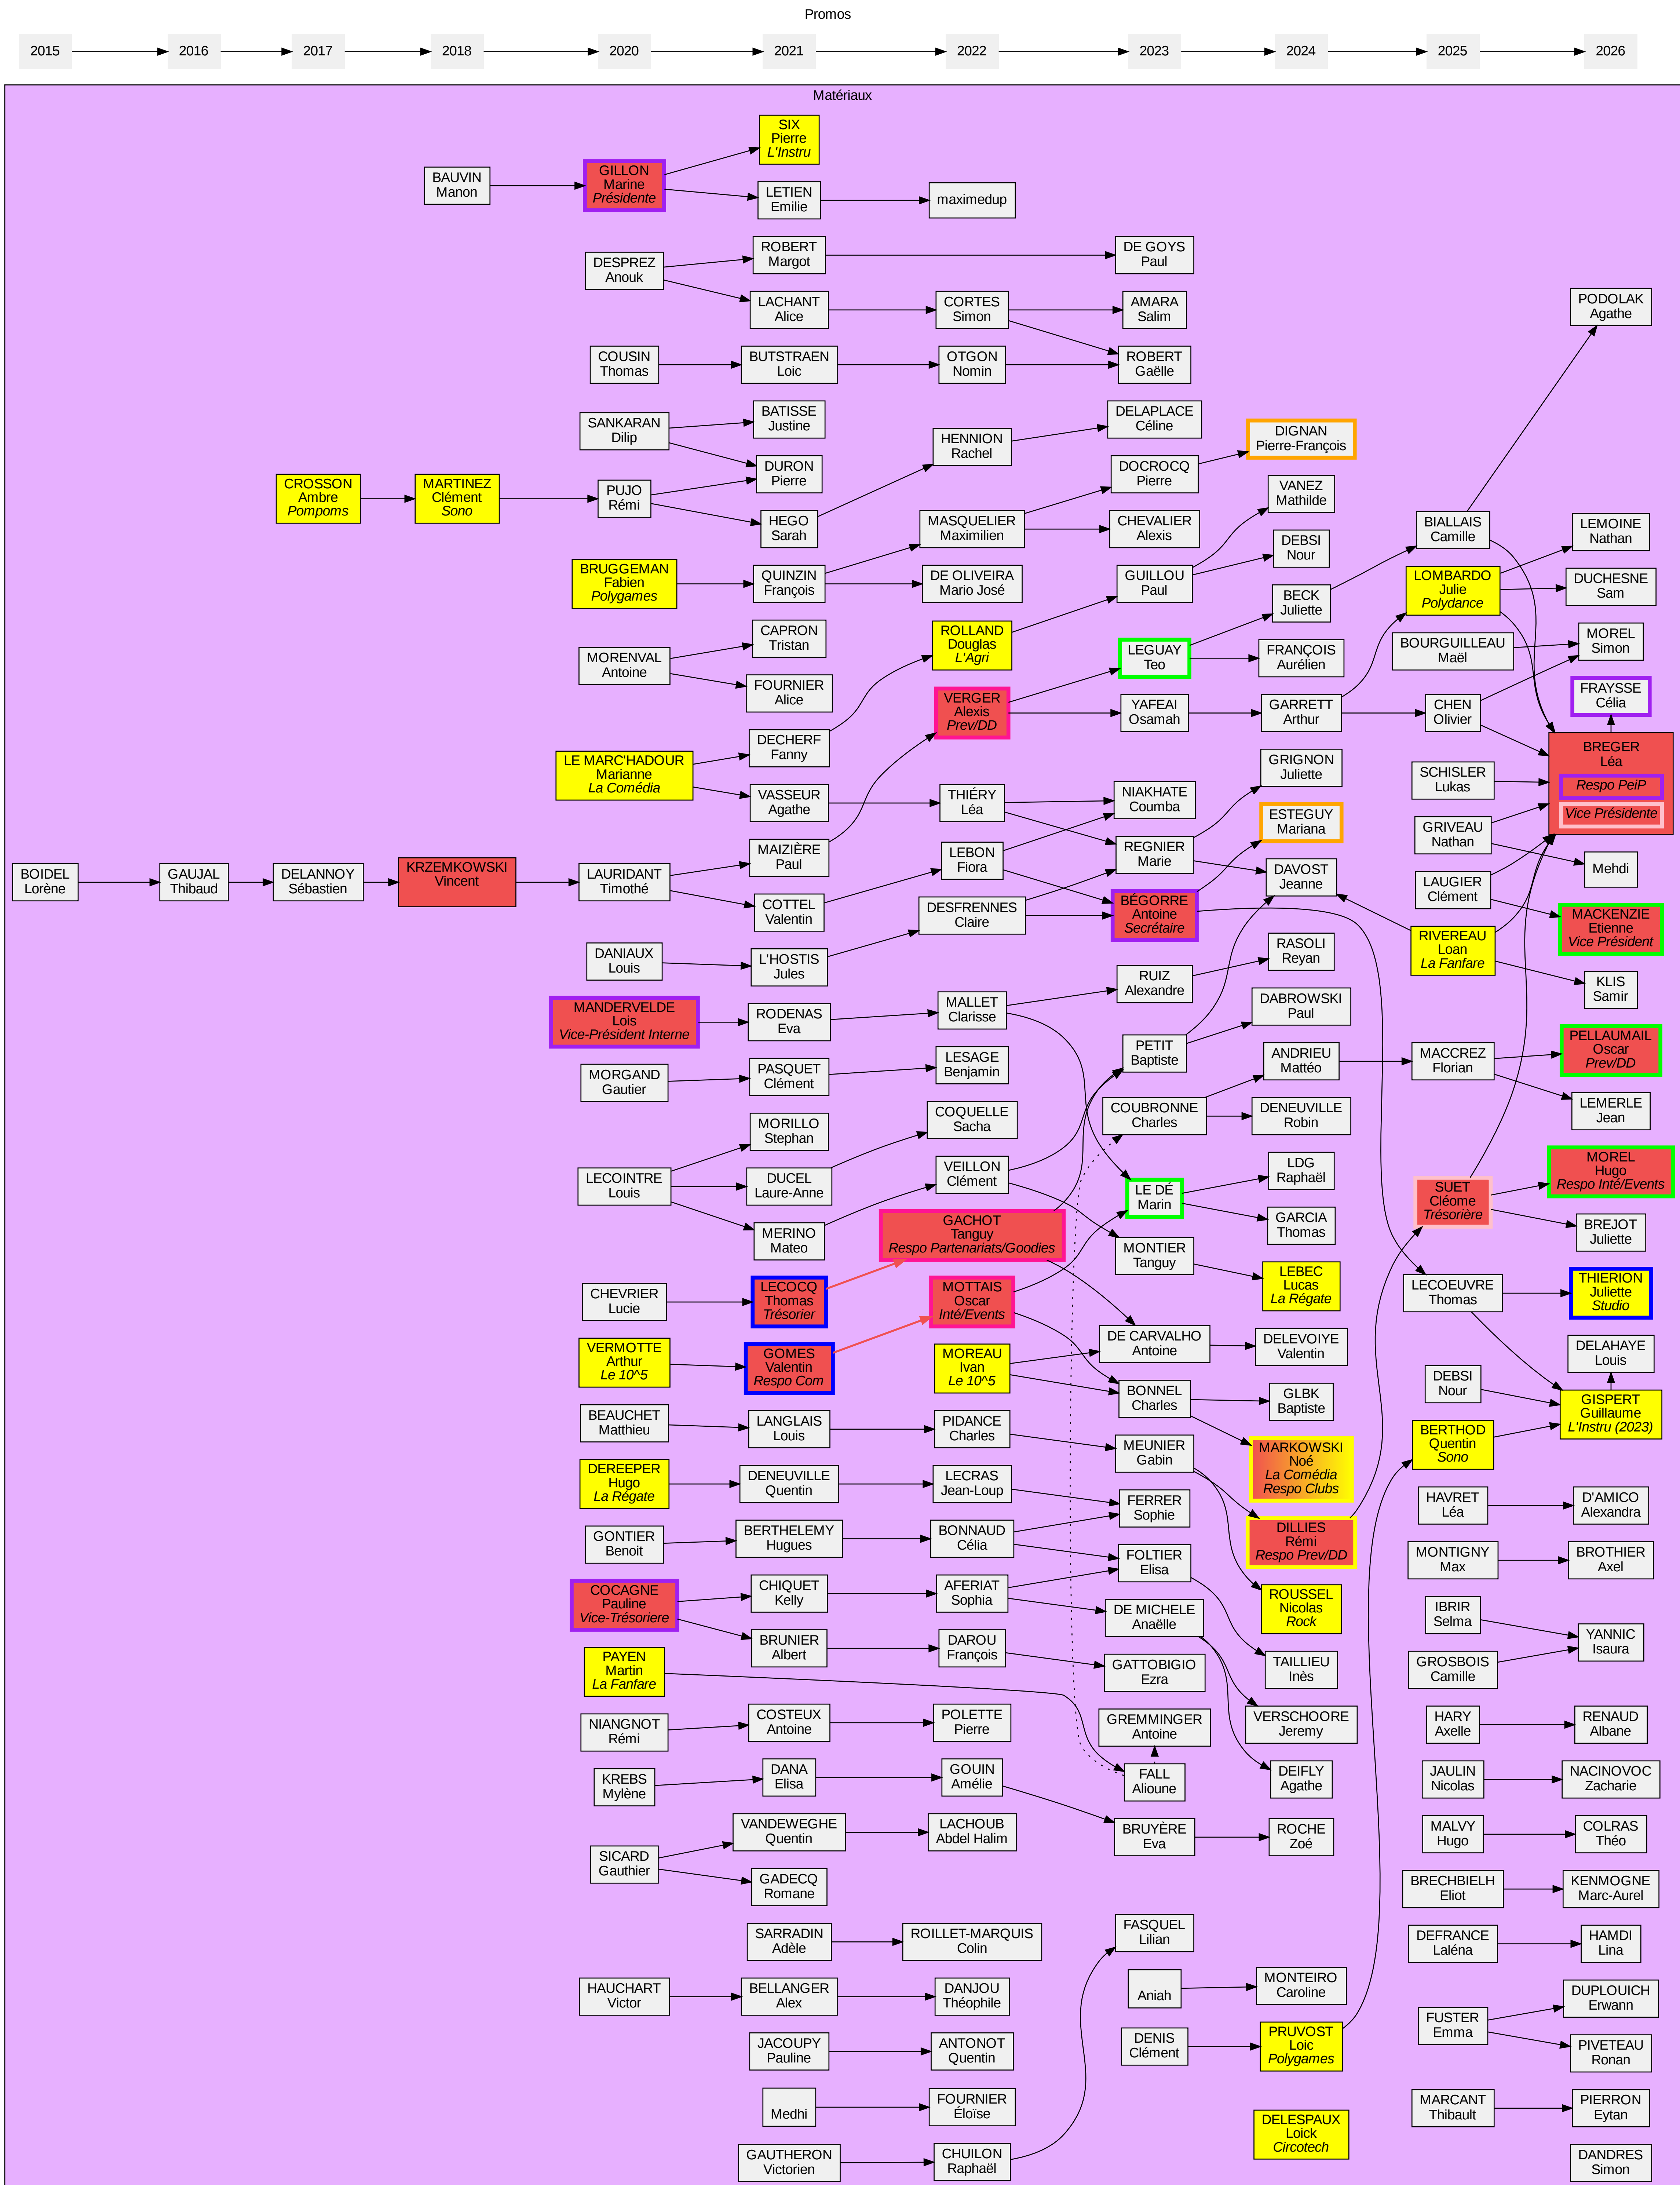 Promos
2015
2016
2017
2018
2020
2021
2022
2023
2024
2025
2026
Matériaux
BOIDEL
Lorène
GAUJAL
Thibaud
CROSSON
Ambre
Pompoms
DELANNOY
Sébastien
BAUVIN
Manon
MARTINEZ
Clément
Sono
KRZEMKOWSKI
Vincent
GILLON
Marine
Présidente
DESPREZ
Anouk
COUSIN
Thomas
SANKARAN
Dilip
PUJO
Rémi
BRUGGEMAN
Fabien
Polygames
MORENVAL
Antoine
LE MARC'HADOUR
Marianne
La Comédia
LAURIDANT
Timothé
DANIAUX
Louis
MANDERVELDE
Lois
Vice-Président Interne
MORGAND
Gautier
LECOINTRE
Louis
CHEVRIER
Lucie
VERMOTTE
Arthur
Le 10^5
BEAUCHET
Matthieu
DEREEPER
Hugo
La Régate
GONTIER
Benoit
COCAGNE
Pauline
Vice-Trésoriere
PAYEN
Martin
La Fanfare
NIANGNOT
Rémi
KREBS
Mylène
SICARD
Gauthier
HAUCHART
Victor
SIX
Pierre
L'Instru
LETIEN
Emilie
ROBERT
Margot
LACHANT
Alice
BUTSTRAEN
Loic
BATISSE
Justine
DURON
Pierre
HEGO
Sarah
QUINZIN
François
CAPRON
Tristan
FOURNIER
Alice
DECHERF
Fanny
VASSEUR
Agathe
MAIZIÈRE
Paul
COTTEL
Valentin
L'HOSTIS
Jules
RODENAS
Eva
PASQUET
Clément
MORILLO
Stephan
DUCEL
Laure-Anne
MERINO
Mateo
LECOCQ
Thomas
Trésorier
GOMES
Valentin
Respo Com
LANGLAIS
Louis
DENEUVILLE
Quentin
BERTHELEMY
Hugues
CHIQUET
Kelly
BRUNIER
Albert
COSTEUX
Antoine
DANA
Elisa
VANDEWEGHE
Quentin
GADECQ
Romane
SARRADIN
Adèle
BELLANGER
Alex
JACOUPY
Pauline
Medhi
GAUTHERON
Victorien
maximedup
CORTES
Simon
OTGON
Nomin
HENNION
Rachel
MASQUELIER
Maximilien
DE OLIVEIRA
Mario José
ROLLAND
Douglas
L'Agri
VERGER
Alexis
Prev/DD
THIÉRY
Léa
LEBON
Fiora
DESFRENNES
Claire
MALLET
Clarisse
LESAGE
Benjamin
COQUELLE
Sacha
VEILLON
Clément
GACHOT
Tanguy
Respo Partenariats/Goodies
MOTTAIS
Oscar
Inté/Events
MOREAU
Ivan
Le 10^5
PIDANCE
Charles
LECRAS
Jean-Loup
BONNAUD
Célia
AFERIAT
Sophia
DAROU
François
POLETTE
Pierre
GOUIN
Amélie
LACHOUB
Abdel Halim
ROILLET-MARQUIS
Colin
DANJOU
Théophile
ANTONOT
Quentin
FOURNIER
Éloïse
CHUILON
Raphaël
DE GOYS
Paul
AMARA
Salim
ROBERT
Gaëlle
DELAPLACE
Céline
DOCROCQ
Pierre
CHEVALIER
Alexis
GUILLOU
Paul
LEGUAY
Teo
YAFEAI
Osamah
NIAKHATE
Coumba
REGNIER
Marie
BÉGORRE
Antoine
Secrétaire
RUIZ
Alexandre
PETIT
Baptiste
COUBRONNE
Charles
LE DÉ
Marin
MONTIER
Tanguy
DE CARVALHO
Antoine
BONNEL
Charles
MEUNIER
Gabin
FERRER
Sophie
FOLTIER
Elisa
DE MICHELE
Anaëlle
GATTOBIGIO
Ezra
GREMMINGER
Antoine
FALL
Alioune
BRUYÈRE
Eva
FASQUEL
Lilian
Aniah
DENIS
Clément
DIGNAN
Pierre-François
VANEZ
Mathilde
DEBSI
Nour
BECK
Juliette
FRANÇOIS
Aurélien
GARRETT
Arthur
GRIGNON
Juliette
ESTEGUY
Mariana
DAVOST
Jeanne
RASOLI
Reyan
DABROWSKI
Paul
ANDRIEU
Mattéo
DENEUVILLE
Robin
LDG
Raphaël
GARCIA
Thomas
LEBEC
Lucas
La Régate
DELEVOIYE
Valentin
GLBK
Baptiste
MARKOWSKI
Noé
La Comédia
Respo Clubs
DILLIES
Rémi
Respo Prev/DD
ROUSSEL
Nicolas
Rock
TAILLIEU
Inès
VERSCHOORE
Jeremy
DEIFLY
Agathe
ROCHE
Zoé
MONTEIRO
Caroline
PRUVOST
Loic
Polygames
DELESPAUX
Loick
Circotech
BIALLAIS
Camille
LOMBARDO
Julie
Polydance
BOURGUILLEAU
Maël
CHEN
Olivier
SCHISLER
Lukas
GRIVEAU
Nathan
LAUGIER
Clément
RIVEREAU
Loan
La Fanfare
MACCREZ
Florian
SUET
Cléome
Trésorière
LECOEUVRE
Thomas
DEBSI
Nour
BERTHOD
Quentin
Sono
HAVRET
Léa
MONTIGNY
Max
IBRIR
Selma
GROSBOIS
Camille
HARY
Axelle
JAULIN
Nicolas
MALVY
Hugo
BRECHBIELH
Eliot
DEFRANCE
Laléna
FUSTER
Emma
MARCANT
Thibault
PODOLAK
Agathe
LEMOINE
Nathan
DUCHESNE
Sam
MOREL
Simon
FRAYSSE
Célia
BREGER
Léa
Respo PeiP
Vice Présidente
Mehdi
MACKENZIE
Etienne
Vice Président
KLIS
Samir
PELLAUMAIL
Oscar
Prev/DD
LEMERLE
Jean
MOREL
Hugo
Respo Inté/Events
BREJOT
Juliette
THIERION
Juliette
Studio
DELAHAYE
Louis
GISPERT
Guillaume
L'Instru (2023)
D'AMICO
Alexandra
BROTHIER
Axel
YANNIC
Isaura
RENAUD
Albane
NACINOVOC
Zacharie
COLRAS
Théo
KENMOGNE
Marc-Aurel
HAMDI
Lina
DUPLOUICH
Erwann
PIVETEAU
Ronan
PIERRON
Eytan
DANDRES
Simon